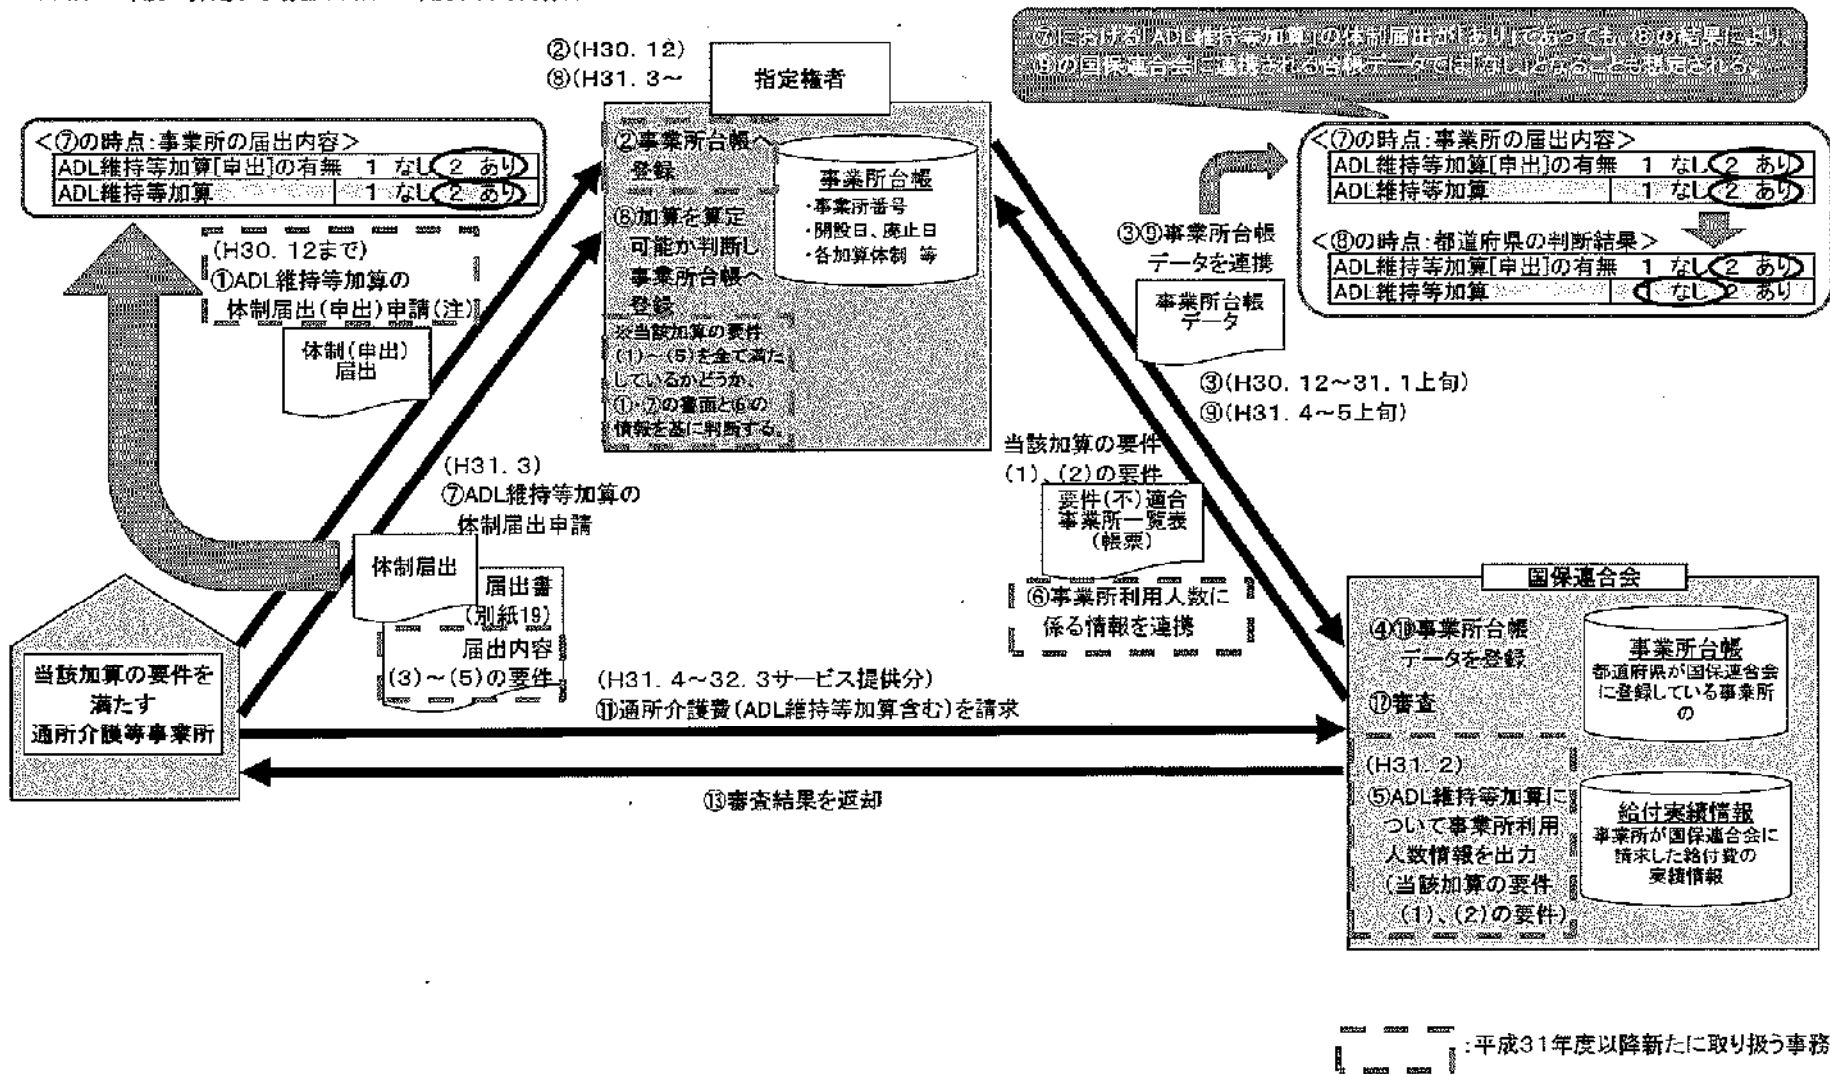 ②(H30. 12)
⑧(H31. 3~
指定権者
⑦における「ADL維持等加算」の体制届出が「あり」であっても、⑧の結果により、
⑨の国保連合会に連携される台帳データでは「なし」となることも想定される。
<⑦の時点:事業所の届出内容>
ADL維持等加算[申出]の有無 1 なし 2 あり
ADL維持等加算 1 なし 2 あり
(H30. 12まで)
①ADL維持等加算の
体制届出(申出)申請(注)
体制(申出)
届出
②事業所台帳へ
登録
⑧加算を算定
可能か判断し
事業所台帳へ
登録
※当該加算の要件
(1)~(5)を全て満た
しているかどうか、
①・⑦の書面と⑥の
情報を基に判断する。
事業所台帳
・事業所番号
・開設日、廃止日
・各加算体制 等
③⑨事業所台帳
データを連携
事業所台帳
データ
③(H30. 12~31. 1上旬)
⑨(H31. 4~5上旬)
<⑦の時点:事業所の届出内容>
ADL維持等加算[申出]の有無 1 なし 2 あり
ADL維持等加算 1 なし 2 あり
<⑧の時点:都道府県の判断結果>
ADL維持等加算[申出]の有無 1 なし 2 あり
ADL維持等加算 1 なし 2 あり
(H31. 3)
⑦ADL維持等加算の
体制届出申請
体制届出
届出書
(別紙19)
届出内容
(3)~(5)の要件
当該加算の要件
(1)、(2)の要件
要件(不)適合
事業所一覧表
(帳票)
⑥事業所利用人数に
係る情報を連携
当該加算の要件を
満たす
通所介護等事業所
(H31. 4~32. 3サービス提供分)
⑪通所介護費(ADL維持等加算含む)を請求
⑬審査結果を返却
国保連合会
④⑩事業所台帳
データを登録
⑫審査
(H31. 2)
⑤ADL維持等加算に
ついて事業所利用
人数情報を出力
(当該加算の要件
(1)、(2)の要件)
事業所台帳
都道府県が国保連合会
に登録している事業所
の
給付実績情報
事業所が国保連合会に
請求した給付費の
実績情報
:平成31年度以降新たに取り扱う事務